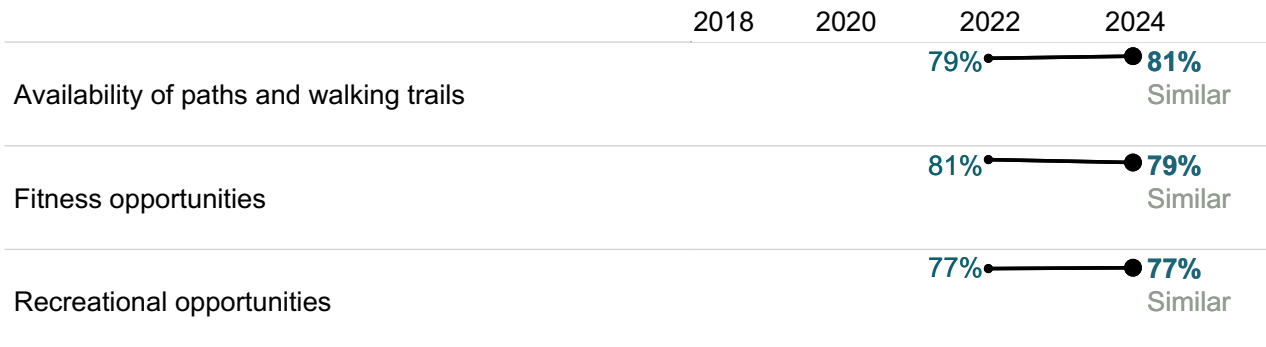 2018 2020 2022 2024
79% 81%
Availability of paths and walking trails Similar
81% 79%
Fitness opportunities Similar
77% 77%
Recreational opportunities Similar